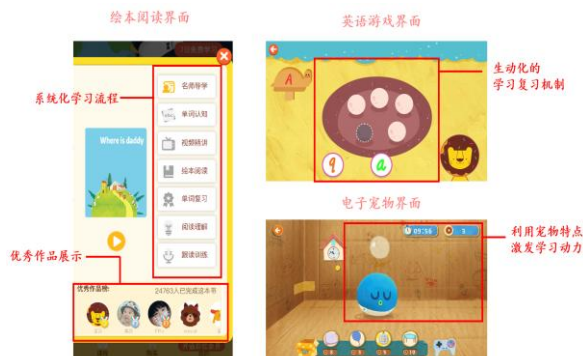 绘本阅读界面
英语游戏界面
名师导学
单词认知
视频精讲
绘本阅读
单词复习
阅读理解
跟读训练
Where is daddy
系统化学习流程
优秀作品展示
优秀作品榜:
24763人已完成这本书
A
q
a
生动化的
学习复习机制
电子宠物界面
09:56
5
利用宠物特点
激发学习动力